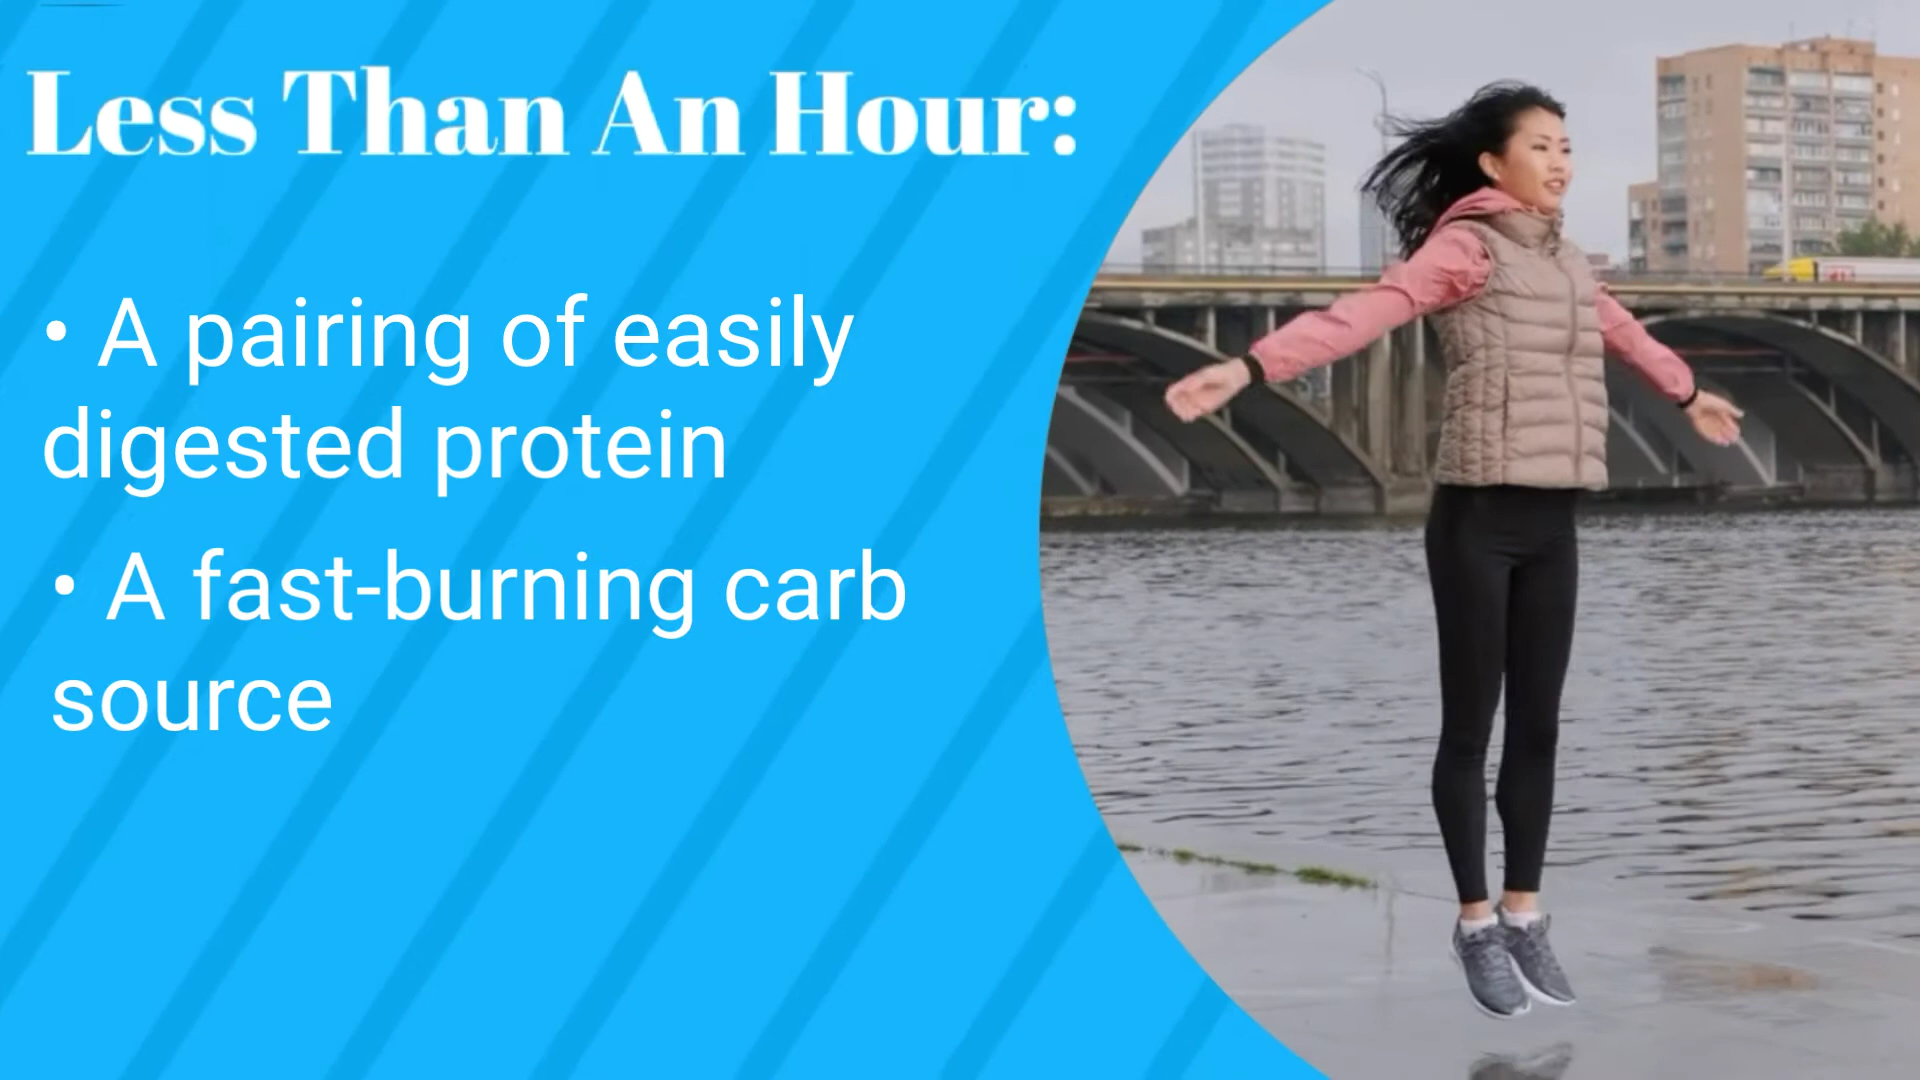 Less Than An Hour:
• A pairing of easily
digested protein
• A fast-burning carb
source